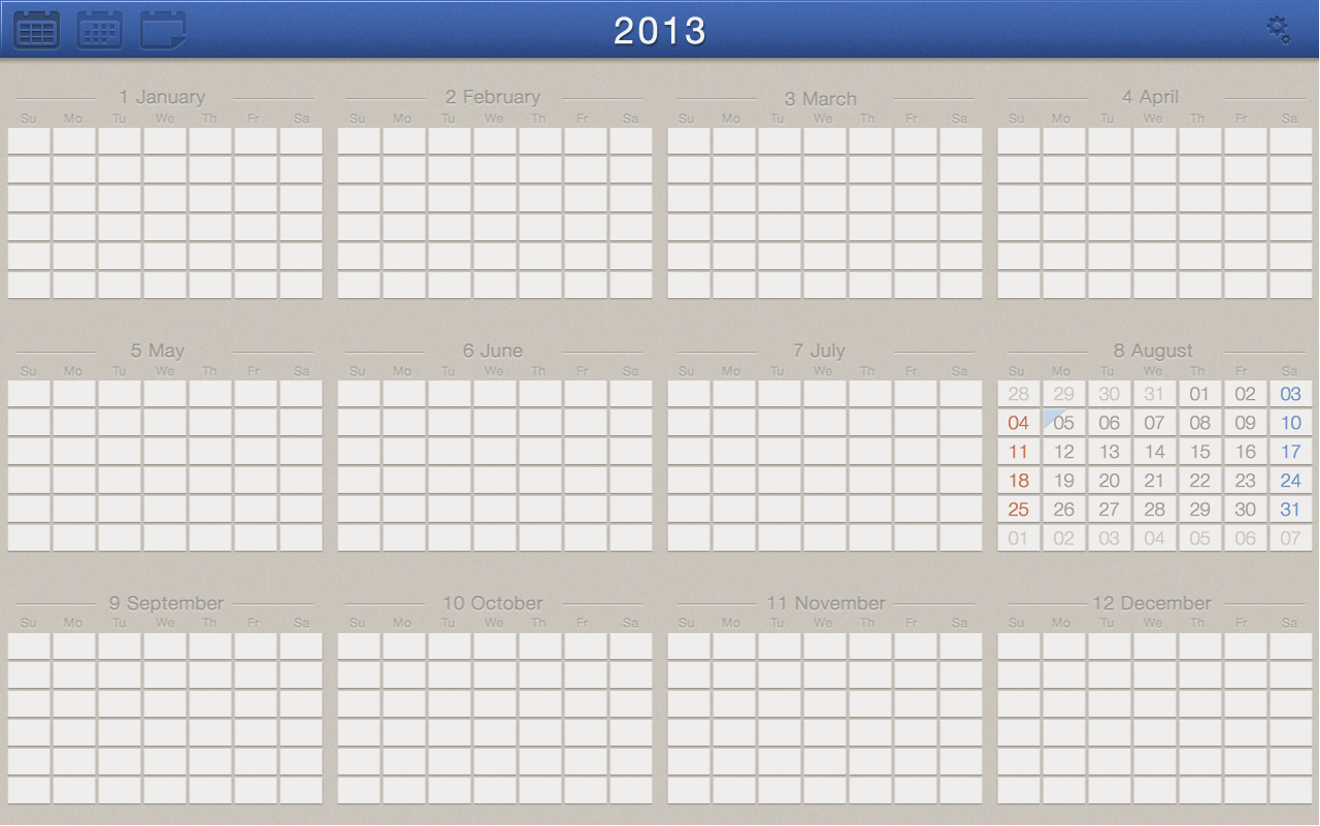 2013
1 January
Su Mo Tu We Th Fr Sa
2 February
Su Mo Tu We Th Fr Sa
3 March
Su Mo Tu We Th Fr Sa
4 April
Su Mo Tu We Th Fr Sa
5 May
Su Mo Tu We Th Fr Sa
6 June
Su Mo Tu We Th Fr Sa
7 July
Su Mo Tu We Th Fr Sa
8 August
Su Mo Tu We Th Fr Sa
28 29 30 31 01 02 03
04 05 06 07 08 09 10
11 12 13 14 15 16 17
18 19 20 21 22 23 24
25 26 27 28 29 30 31
01 02 03 04 05 06 07
9 September
Su Mo Tu We Th Fr Sa
10 October
Su Mo Tu We Th Fr Sa
11 November
Su Mo Tu We Th Fr Sa
12 December
Su Mo Tu We Th Fr Sa